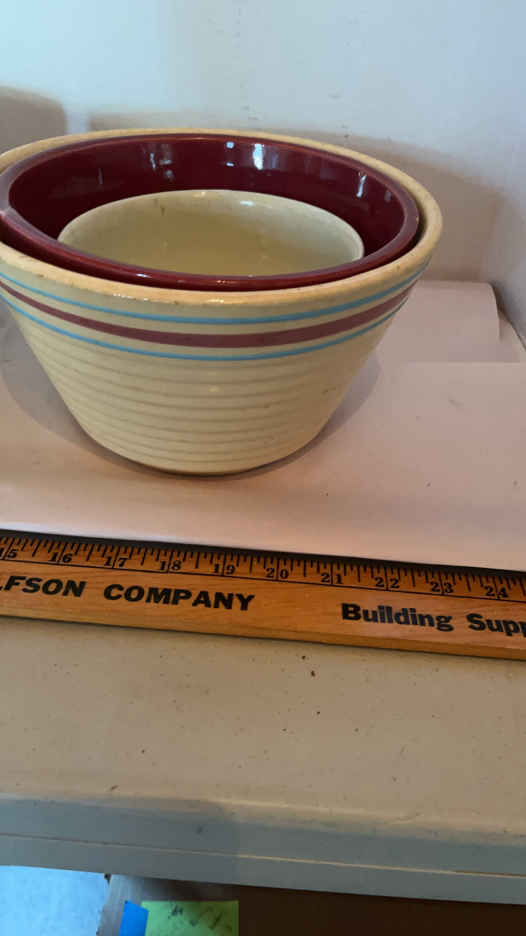 15 16 17 18 19 20 21 22 23 24
LFSON COMPANY Building Supp